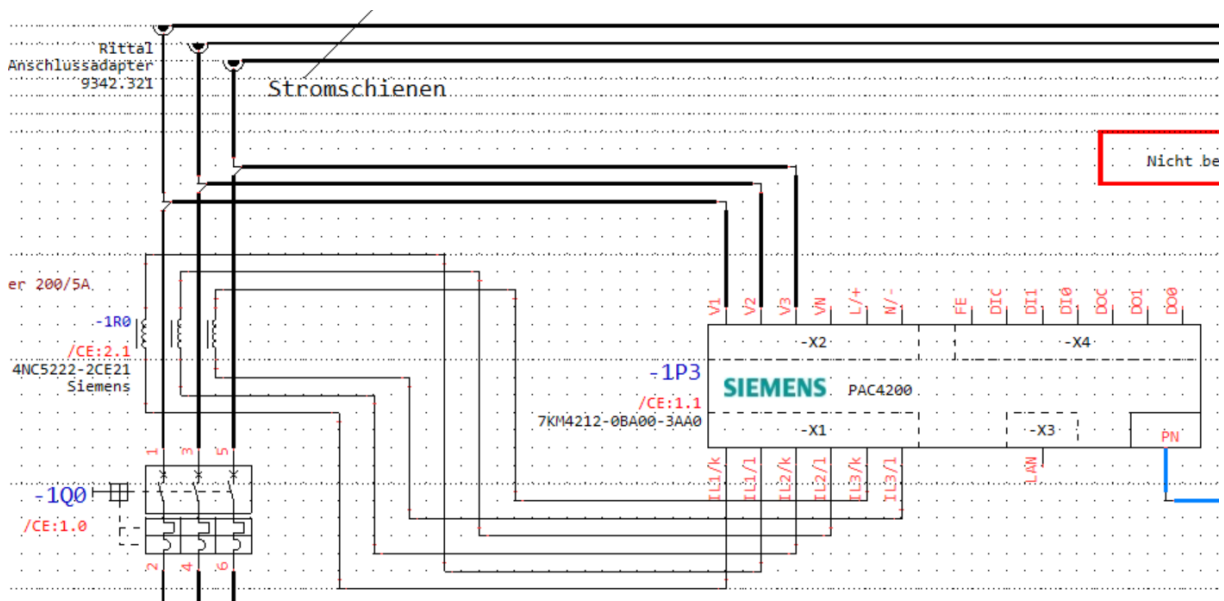 Rittal
Anschlussadapter
9342.321
Stromschienen
Nicht be
er 200/5A
-1R0
/CE:2.1
4NC5222-2CE21
Siemens
V1
V2
V3
VN
L/+
N/-
FE
DIC
DI1
DI0
DOC
DO1
DO0
-X2
-X4
-1P3
SIEMENS PAC4200
/CE:1.1
7KM4212-0BA00-3AA0
-X1
-X3
PN
IL1/k
IL1/l
IL2/k
IL2/l
IL3/k
IL3/l
LAN
1
3
5
-1Q0
/CE:1.0
2
4
6